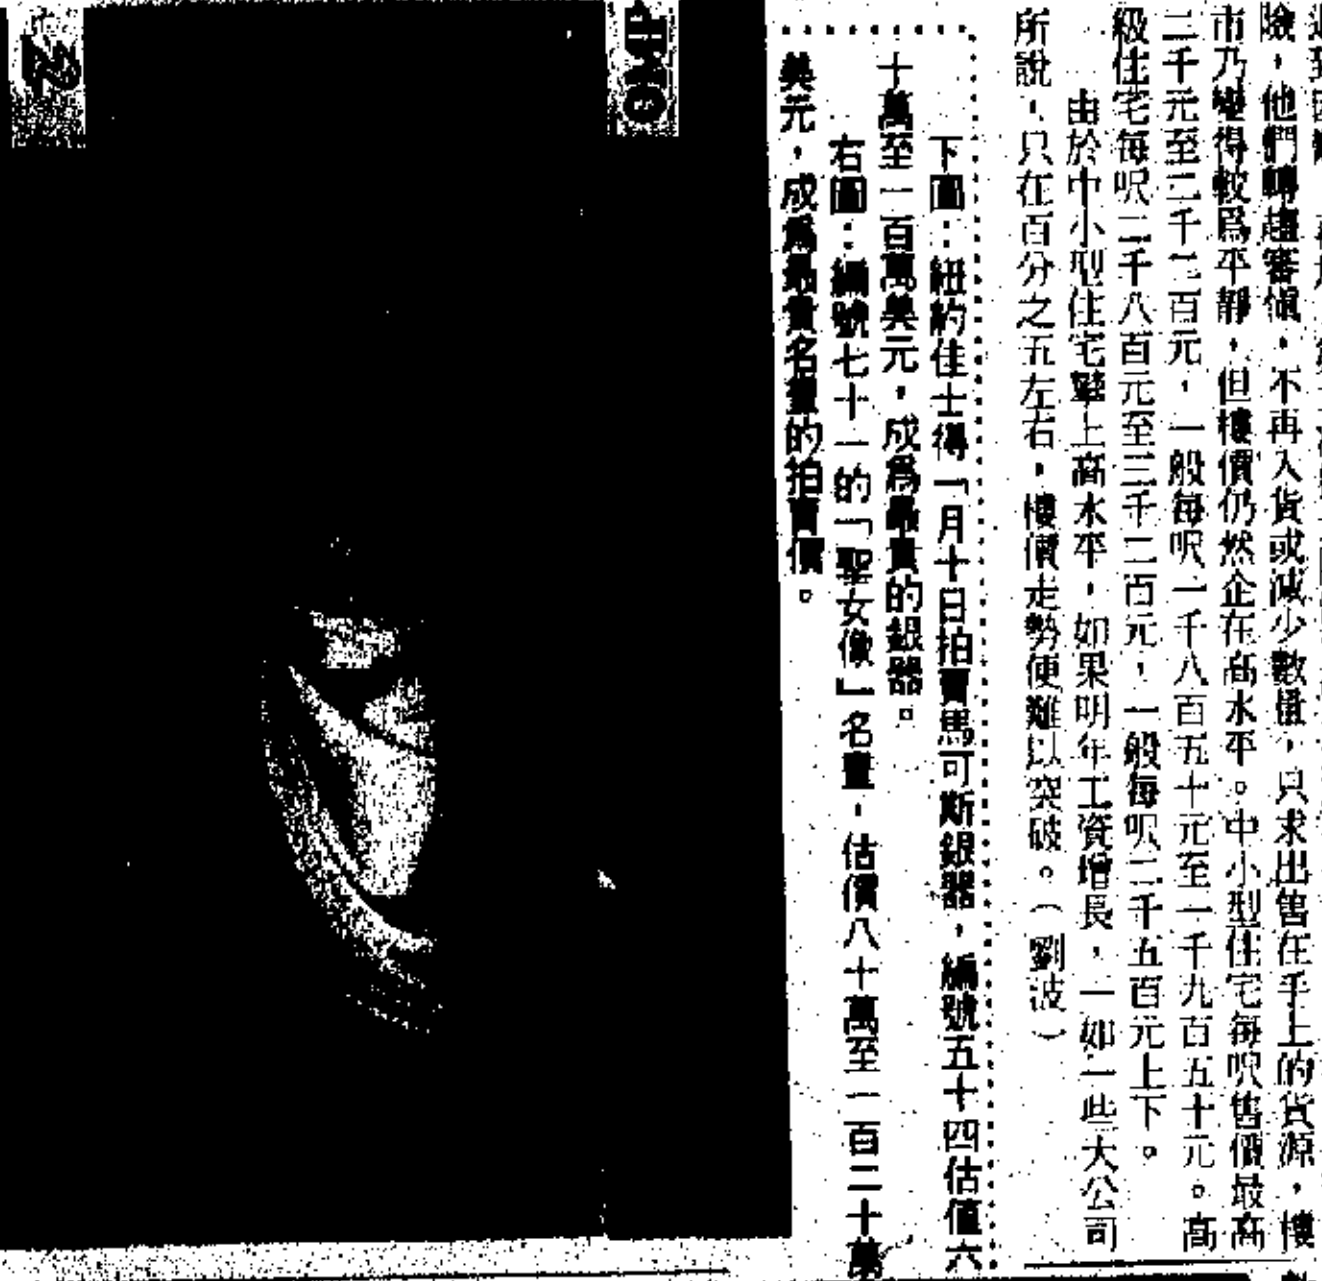 險，他們轉趨審慎，不再入貨或減少數量，只求出售在手上的貨源，樓
市乃變得較爲平靜，但樓價仍然企在高水平。中小型住宅每呎售價最高
二千元至二千二百元，一般每呎一千八百五十元至一千九百五十元。高
級住宅每呎二千八百元至三千二百元，一般每呎二千五百元上下。
由於中小型住宅攀上高水平，如果明年工資增長，一如一些大公司
所說，只在百分之五左右，樓價走勢便難以突破。（劉波）
下圖：紐約佳士得一月十日拍賣馬可斯銀器，編號五十四估值六
十萬至一百萬美元，成爲最貴的銀器。
右圖：編號七十一的「聖女像」名畫，估價八十萬至一百二十萬
美元，成爲最貴名畫的拍賣價。